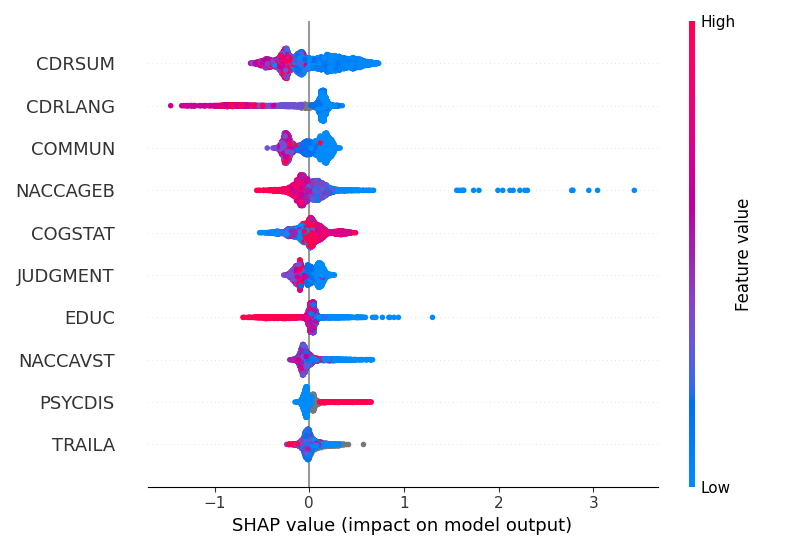 High
CDRSUM
CDRLANG
COMMUN
NACCAGEB
COGSTAT
JUDGMENT
EDUC
NACCAVST
PSYCDIS
TRAILA
Feature value
Low
−1 0 1 2 3
SHAP value (impact on model output)